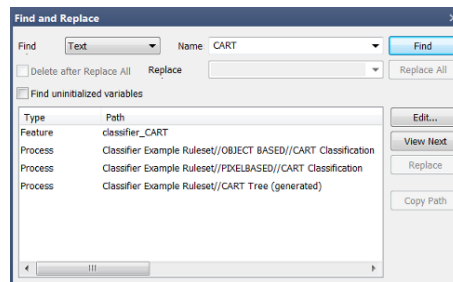 Find and Replace
Find Text Name CART Find
Delete after Replace All Replace Replace All
Find uninitialized variables
Type Path Edit...
Feature classifier_CART
Process Classifier Example Ruleset//OBJECT BASED//CART Classification View Next
Process Classifier Example Ruleset//PIXELBASED//CART Classification Replace
Process Classifier Example Ruleset//CART Tree (generated)
Copy Path